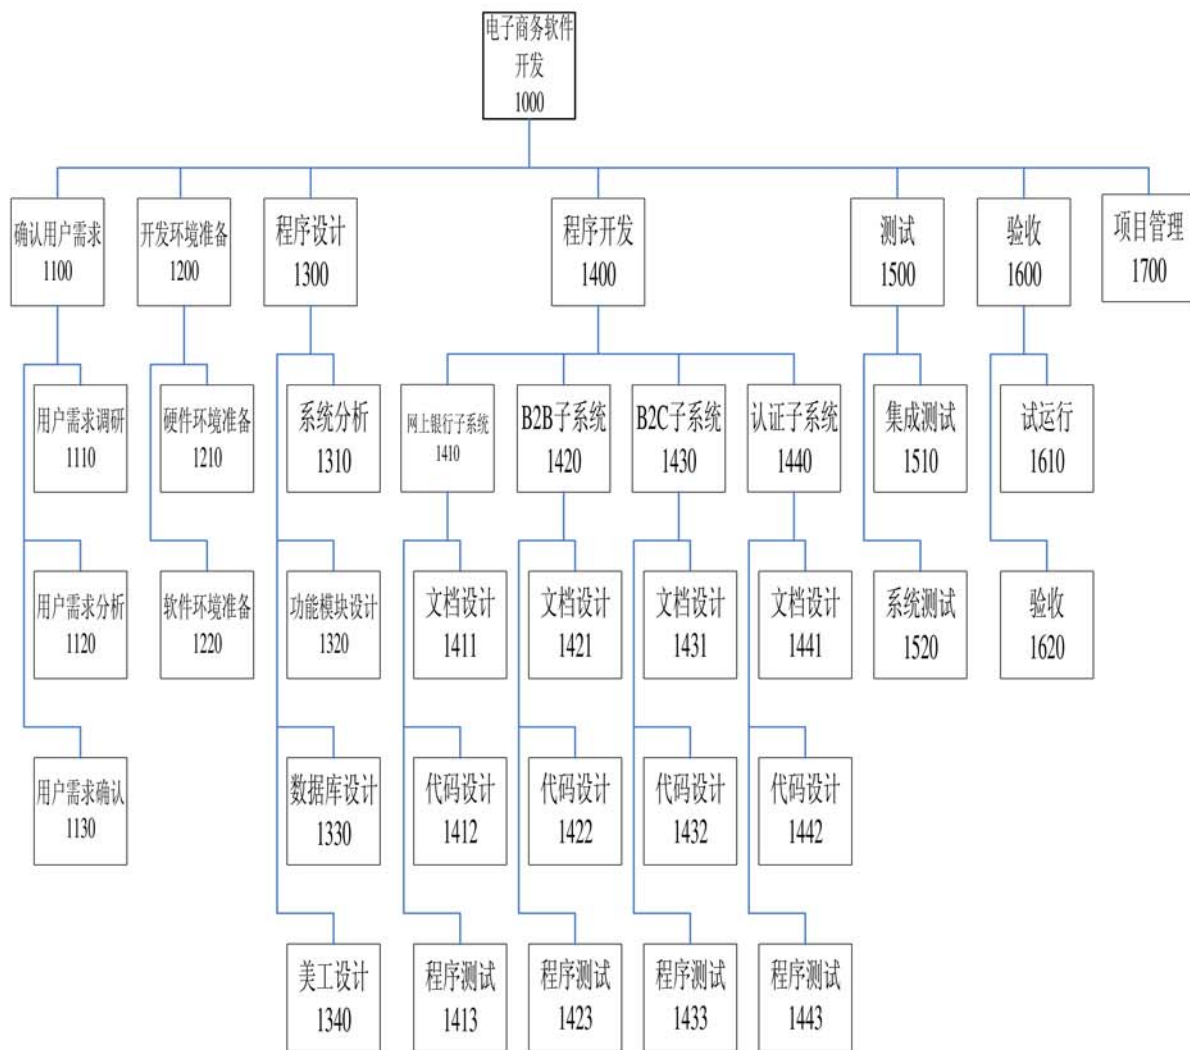 电子商务软件
开发
1000
确认用户需求
1100
开发环境准备
1200
程序设计
1300
程序开发
1400
测试
1500
验收
1600
项目管理
1700
用户需求调研
1110
硬件环境准备
1210
系统分析
1310
网上银行子系统
1410
B2B子系统
1420
B2C子系统
1430
认证子系统
1440
集成测试
1510
试运行
1610
用户需求分析
1120
软件环境准备
1220
功能模块设计
1320
文档设计
1411
文档设计
1421
文档设计
1431
文档设计
1441
系统测试
1520
验收
1620
用户需求确认
1130
数据库设计
1330
代码设计
1412
代码设计
1422
代码设计
1432
代码设计
1442
美工设计
1340
程序测试
1413
程序测试
1423
程序测试
1433
程序测试
1443